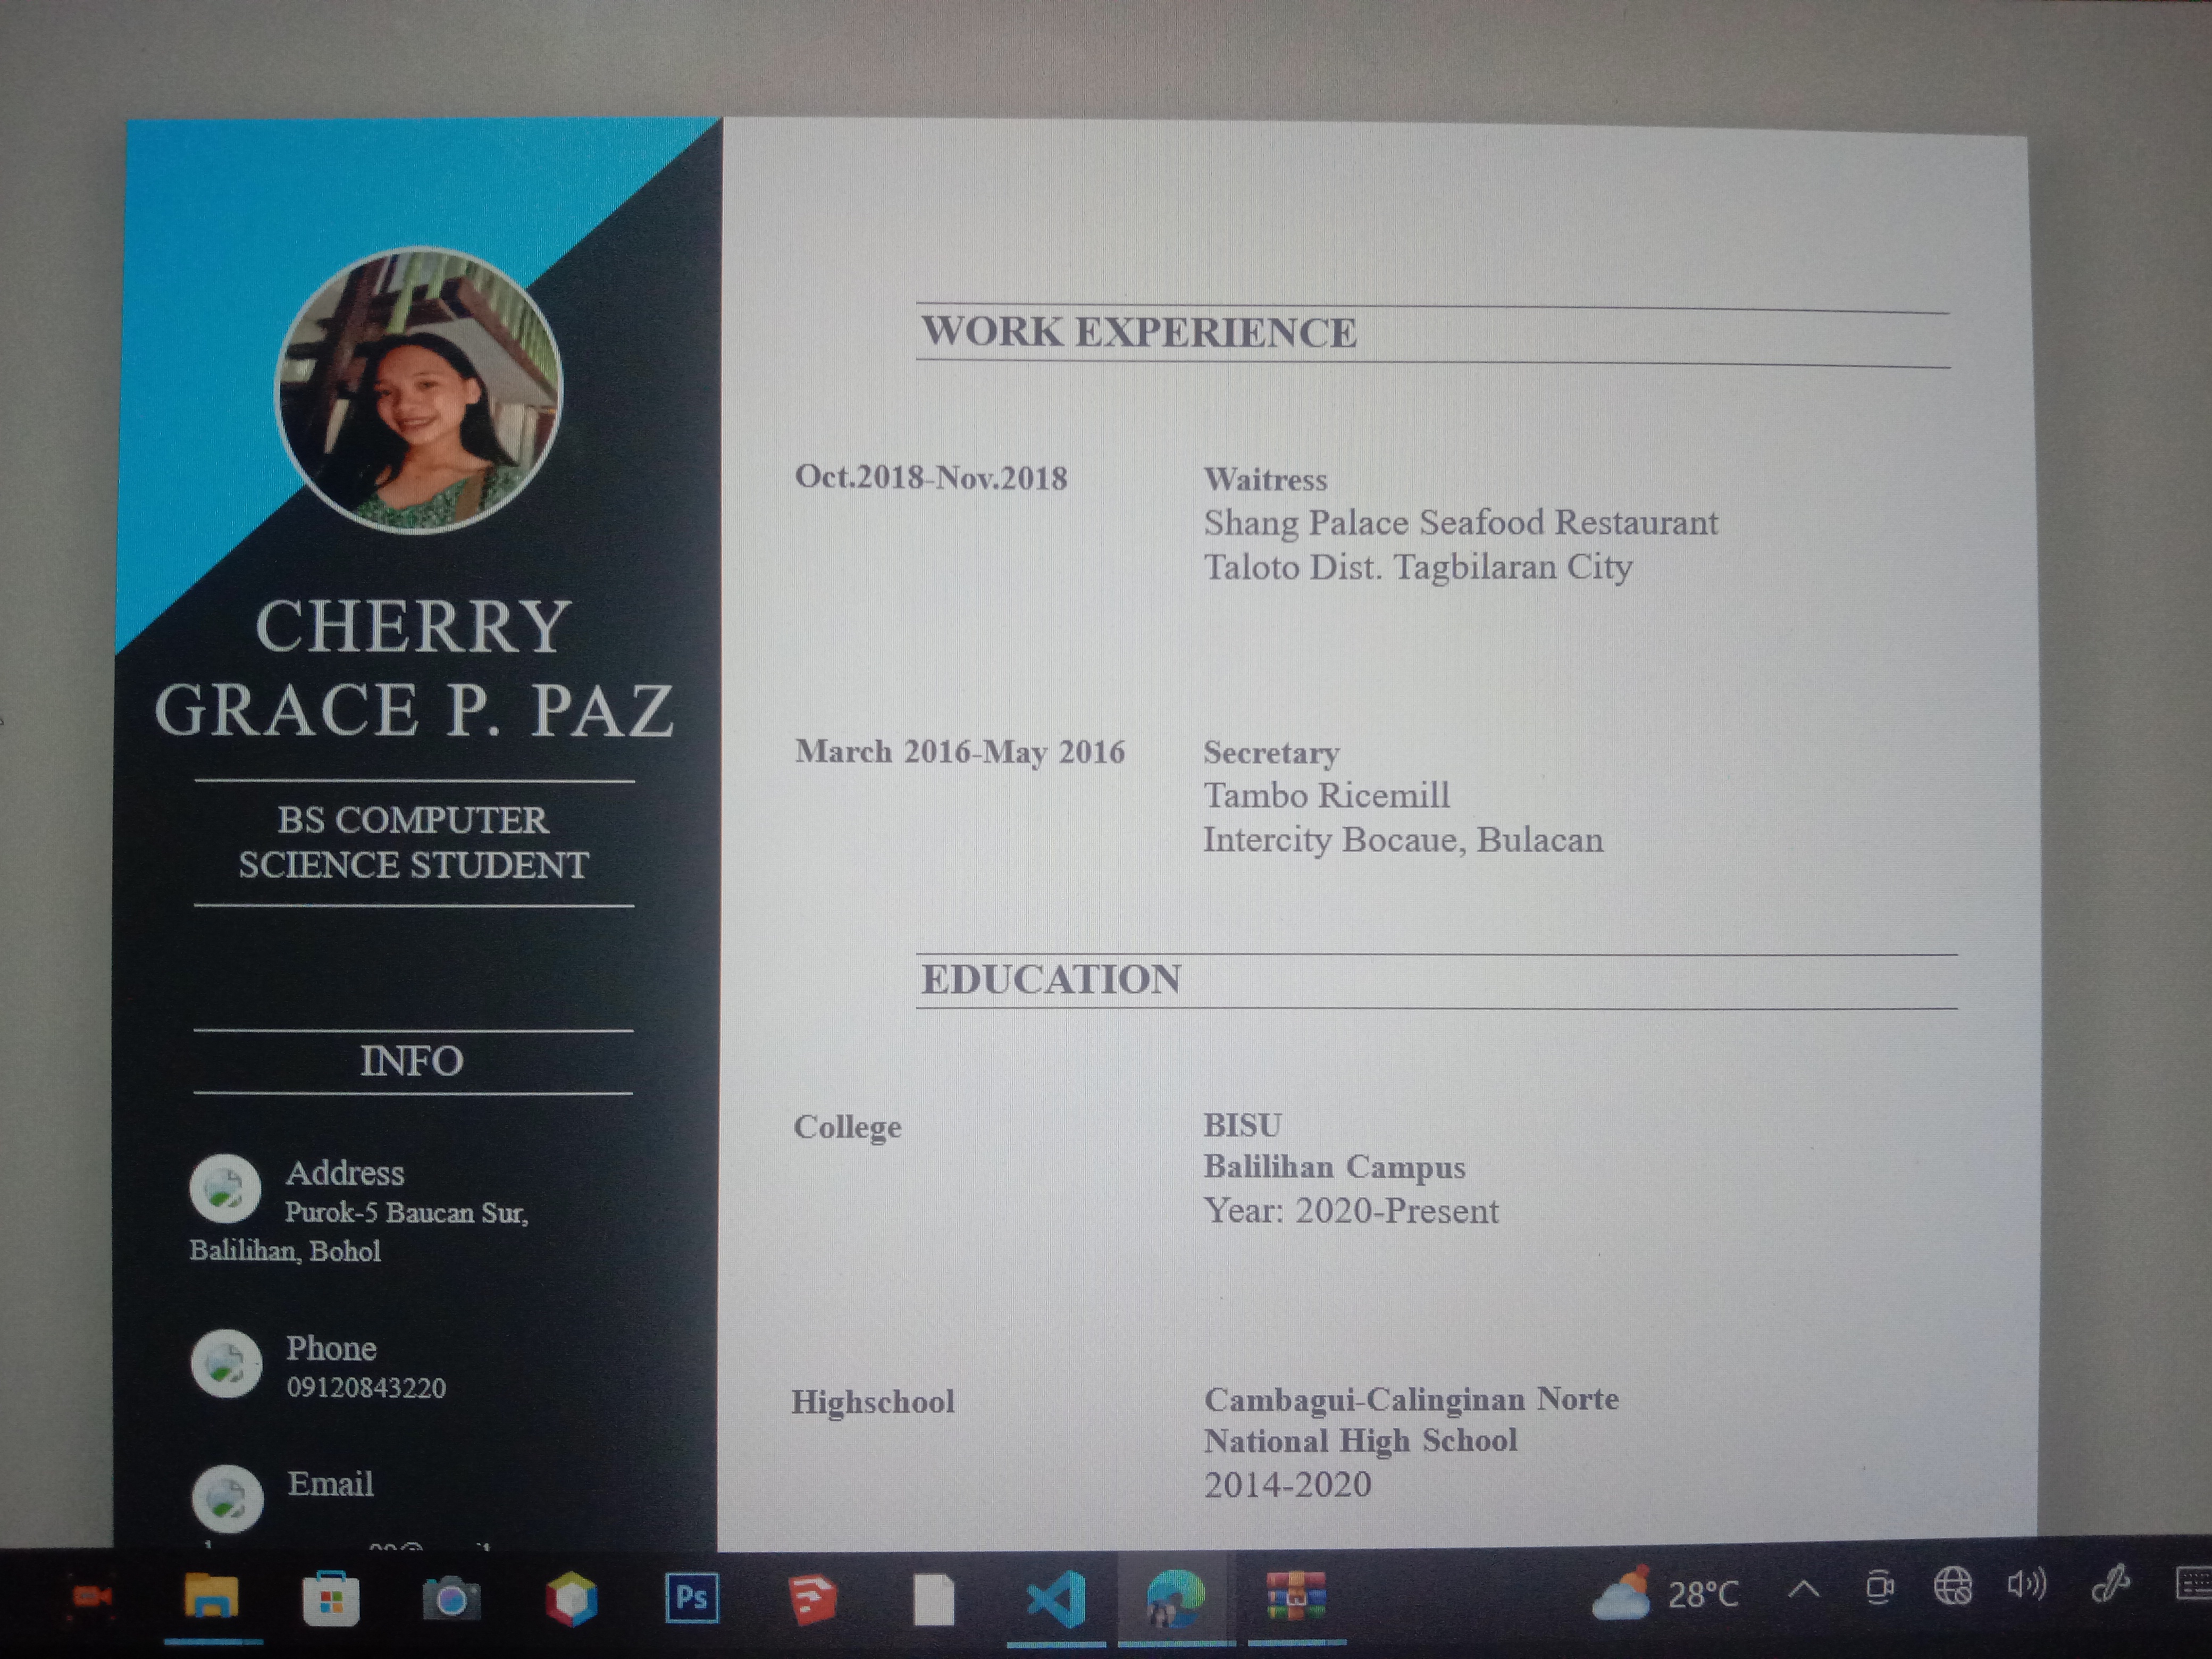 CHERRY
GRACE P. PAZ
BS COMPUTER
SCIENCE STUDENT
INFO
Address
Purok-5 Baucan Sur,
Balilihan, Bohol
Phone
09120843220
Email
WORK EXPERIENCE
Oct.2018-Nov.2018
Waitress
Shang Palace Seafood Restaurant
Taloto Dist. Tagbilaran City
March 2016-May 2016
Secretary
Tambo Ricemill
Intercity Bocaue, Bulacan
EDUCATION
College
BISU
Balilihan Campus
Year: 2020-Present
Highschool
Cambagui-Calinginan Norte
National High School
2014-2020
Ps
28°C